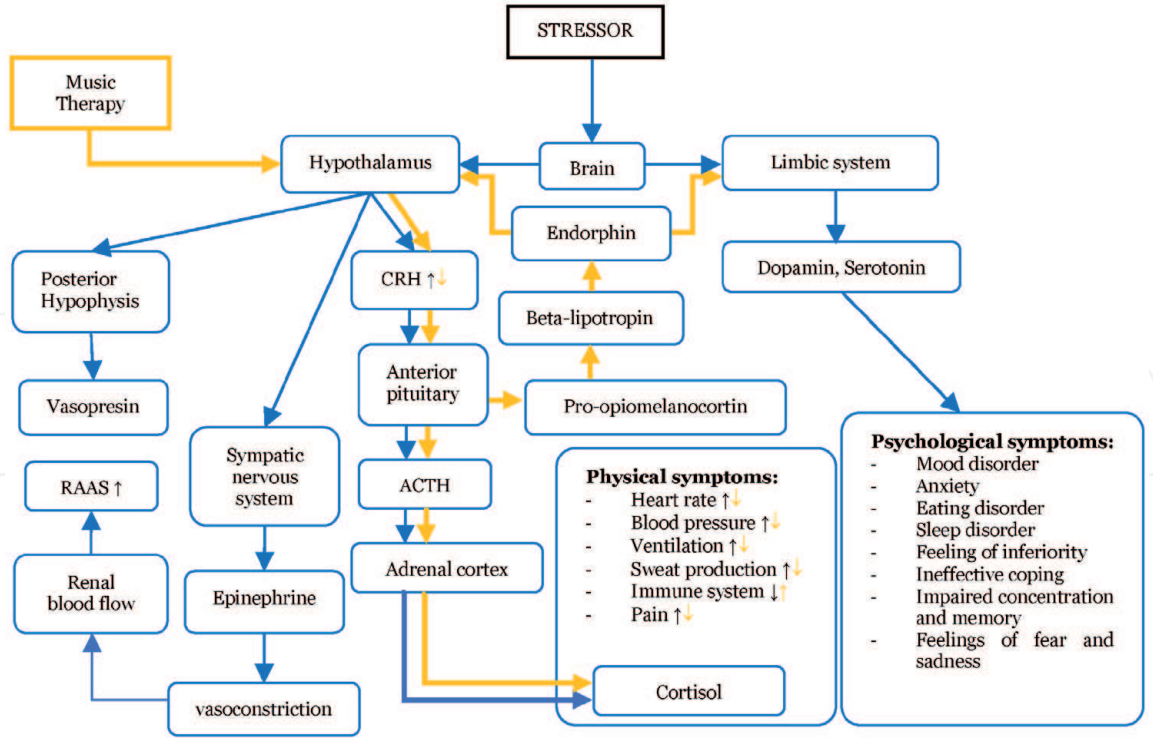 STRESSOR
Music
Therapy
Hypothalamus
Brain
Limbic system
Endorphin
Posterior
Hypophysis
CRH ↑↓
Dopamin, Serotonin
Beta-lipotropin
Anterior
pituitary
Vasopresin
Pro-opiomelanocortin
Sympatic
nervous
system
RAAS ↑
ACTH
Renal
blood flow
Epinephrine
Adrenal cortex
vasoconstriction
Physical symptoms:
- Heart rate ↑↓
- Blood pressure ↑↓
- Ventilation ↑↓
- Sweat production ↑↓
- Immune system ↓↑
- Pain ↑↓
Cortisol
Psychological symptoms:
- Mood disorder
- Anxiety
- Eating disorder
- Sleep disorder
- Feeling of inferiority
- Ineffective coping
- Impaired concentration
and memory
- Feelings of fear and
sadness